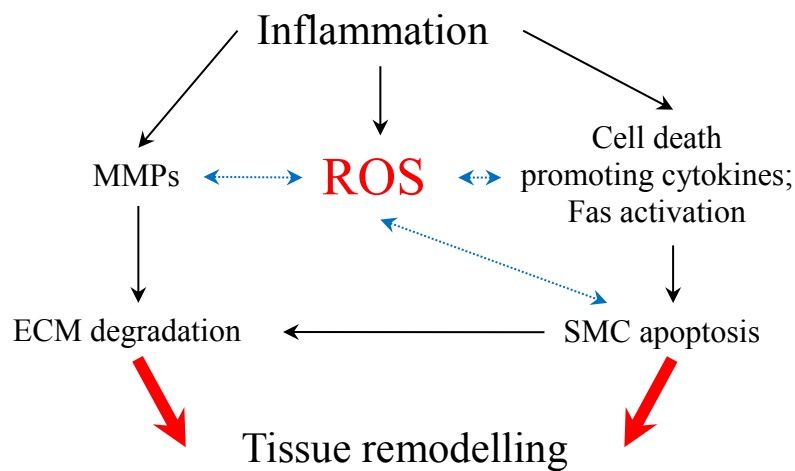 Inflammation
MMPs
ROS
Cell death
promoting cytokines;
Fas activation
ECM degradation
SMC apoptosis
Tissue remodelling